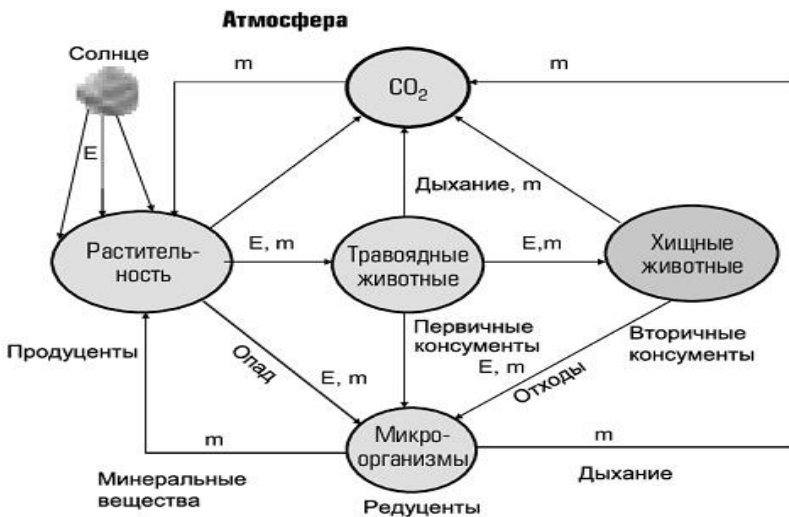 Атмосфера
Солнце
m
CO₂
m
E
Дыхание, m
Раститель-
ность
E, m
Травоядные
животные
E,m
Хищные
животные
Продуценты
Опад
E, m
Первичные
консументы
E, m
Отходы
Вторичные
консументы
m
Микро-
организмы
m
Минеральные
вещества
Редуценты
Дыхание